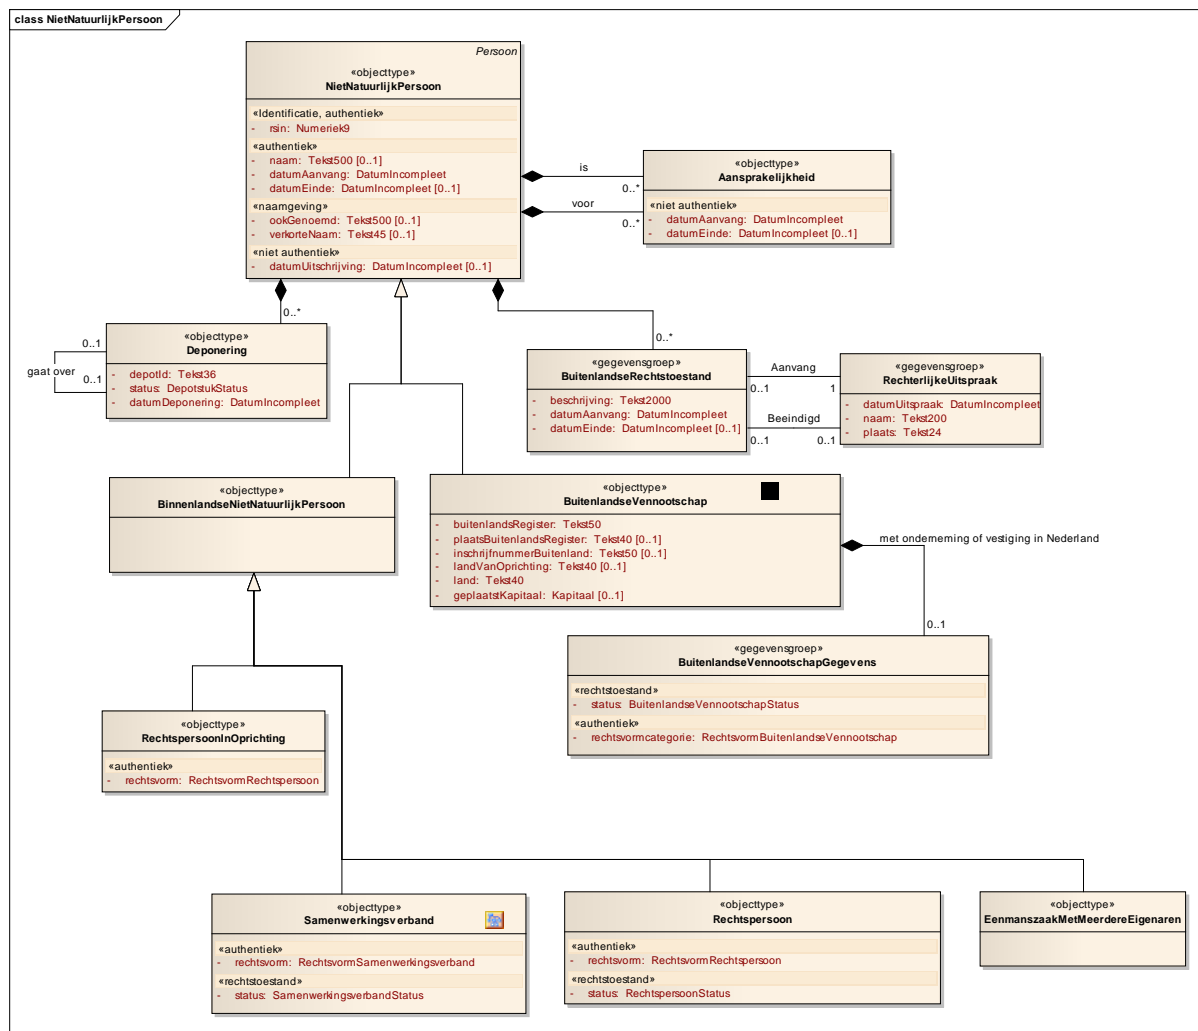 class NietNatuurlijkPersoon
Persoon
«objecttype»
NietNatuurlijkPersoon
«Identificatie, authentiek»
- rsin: Numeriek9
«authentiek»
- naam: Tekst500 [0..1]
- datumAanvang: DatumIncompleet
- datumEinde: DatumIncompleet [0..1]
«naamgeving»
- ookGenoemd: Tekst500 [0..1]
- verkorteNaam: Tekst45 [0..1]
«niet authentiek»
- datumUitschrijving: DatumIncompleet [0..1]
is
0..*
voor
0..*
«objecttype»
Aansprakelijkheid
«niet authentiek»
- datumAanvang: DatumIncompleet
- datumEinde: DatumIncompleet [0..1]
0..*
«objecttype»
Deponering
- depotId: Tekst36
- status: DepotstukStatus
- datumDeponering: DatumIncompleet
0..1
gaat over
0..1
0..*
«gegevensgroep»
BuitenlandseRechtstoestand
- beschrijving: Tekst2000
- datumAanvang: DatumIncompleet
- datumEinde: DatumIncompleet [0..1]
Aanvang
0..1
1
Beeindigd
0..1
0..1
«gegevensgroep»
RechterlijkeUitspraak
- datumUitspraak: DatumIncompleet
- naam: Tekst200
- plaats: Tekst24
«objecttype»
BinnenlandseNietNatuurlijkPersoon
«objecttype»
BuitenlandseVennootschap
- buitenlandsRegister: Tekst50
- plaatsBuitenlandsRegister: Tekst40 [0..1]
- inschrijfnummerBuitenland: Tekst50 [0..1]
- landVanOprichting: Tekst40 [0..1]
- land: Tekst40
- geplaatstKapitaal: Kapitaal [0..1]
met onderneming of vestiging in Nederland
0..1
«gegevensgroep»
BuitenlandseVennootschapGegevens
«rechtstoestand»
- status: BuitenlandseVennootschapStatus
«authentiek»
- rechtsvormcategorie: RechtsvormBuitenlandseVennootschap
«objecttype»
RechtspersoonInOprichting
«authentiek»
- rechtsvorm: RechtsvormRechtspersoon
«objecttype»
Samenwerkingsverband
«authentiek»
- rechtsvorm: RechtsvormSamenwerkingsverband
«rechtstoestand»
- status: SamenwerkingsverbandStatus
«objecttype»
Rechtspersoon
«authentiek»
- rechtsvorm: RechtsvormRechtspersoon
«rechtstoestand»
- status: RechtspersoonStatus
«objecttype»
EenmanszaakMetMeerdereEigenaren